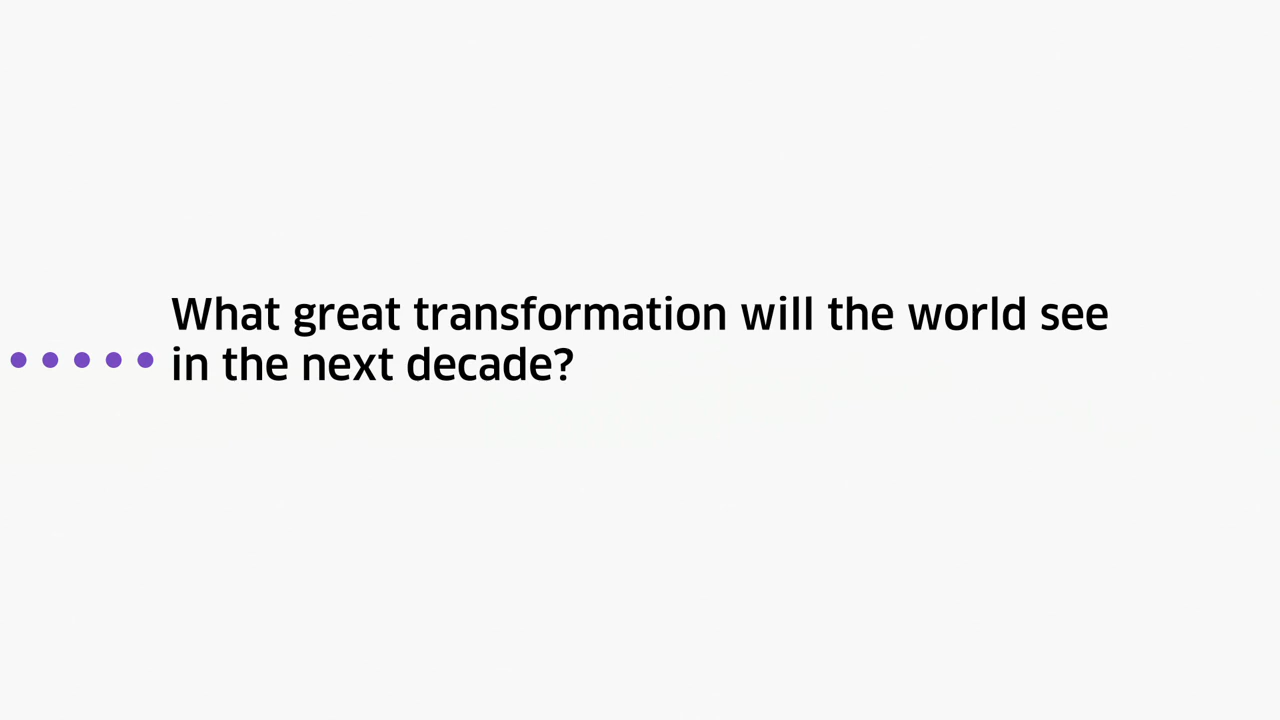 What great transformation will the world see
in the next decade?